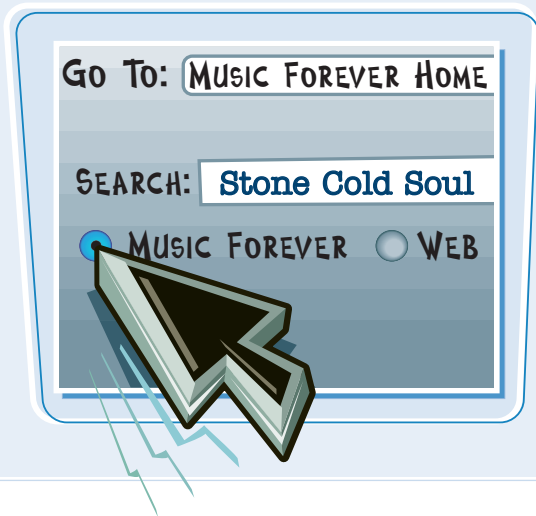 GO TO: MUSIC FOREVER HOME
SEARCH: Stone Cold Soul
MUSIC FOREVER WEB